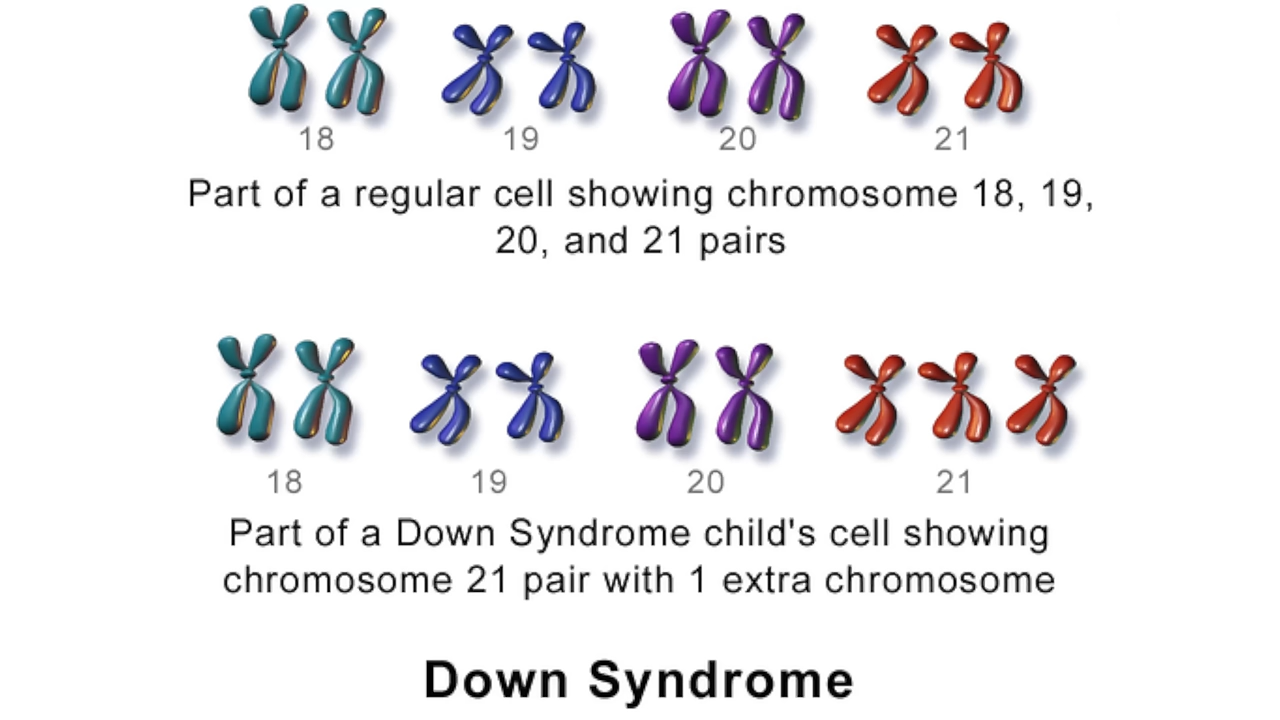 18 19 20 21
Part of a regular cell showing chromosome 18, 19,
20, and 21 pairs
18 19 20 21
Part of a Down Syndrome child's cell showing
chromosome 21 pair with 1 extra chromosome
Down Syndrome